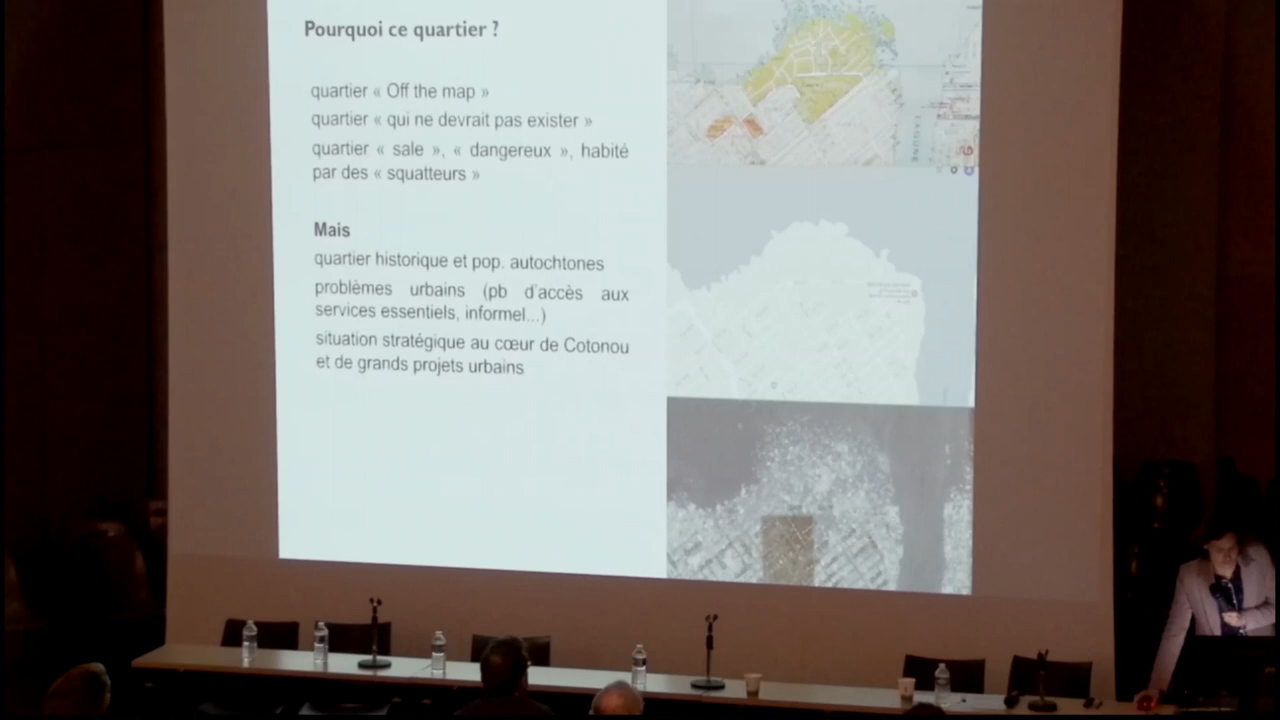 Pourquoi ce quartier ?
quartier « Off the map »
quartier « qui ne devrait pas exister »
quartier « sale », « dangereux », habité
par des « squatteurs »
Mais
quartier historique et pop. autochtones
problèmes urbains (pb d'accès aux
services essentiels, informel...)
situation stratégique au cœur de Cotonou
et de grands projets urbains
LAGUNE